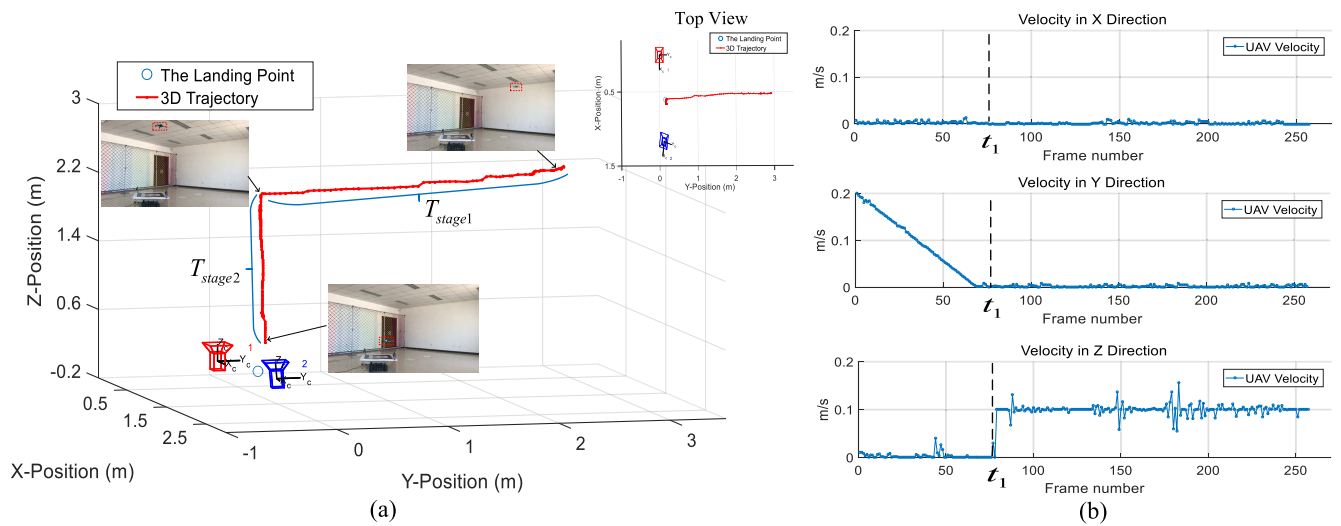 Top View
The Landing Point
3D Trajectory
X-Position (m)
0.5
1.5
-1
0
1
2
3
Y-Position (m)
The Landing Point
3D Trajectory
3
2.2
1.4
0.6
-0.2
Z-Position (m)
T stage1
T stage2
1
Z
Y c
X c
2
Z
Y c
X c
0.5
1.5
2.5
X-Position (m)
-1
0
1
2
3
Y-Position (m)
(a)
Velocity in X Direction
UAV Velocity
m/s
0.2
0.1
0
0
50
t1
100
150
200
250
Frame number
Velocity in Y Direction
UAV Velocity
m/s
0.2
0.1
0
0
50
t1
100
150
200
250
Frame number
Velocity in Z Direction
UAV Velocity
m/s
0.2
0.1
0
0
50
t1
100
150
200
250
Frame number
(b)